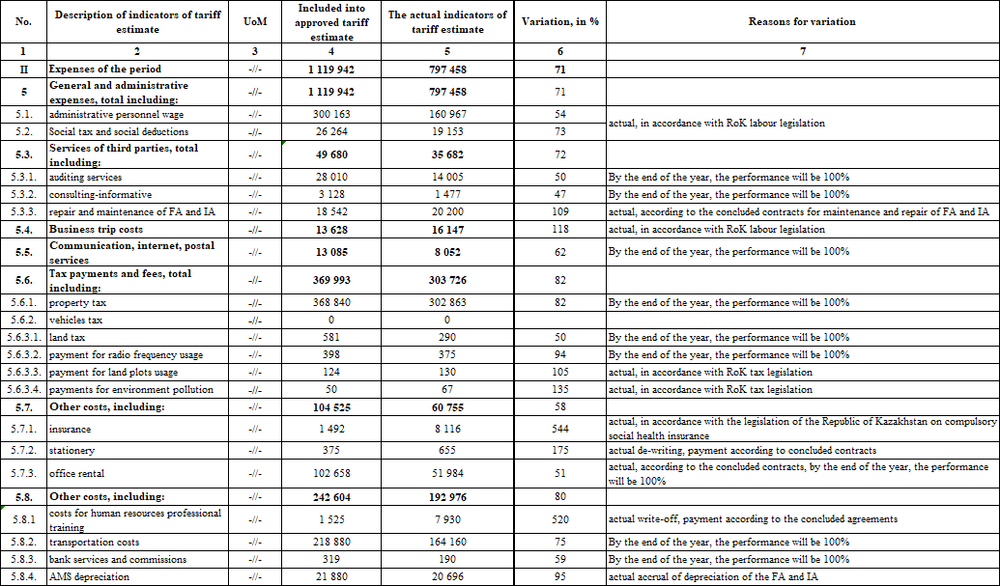 No. Description of indicators of tariff estimate UoM Included into approved tariff estimate The actual indicators of tariff estimate Variation, in % Reasons for variation
1 2 3 4 5 6 7
II Expenses of the period -//- 1 119 942 797 458 71
5 General and administrative expenses, total including: -//- 1 119 942 797 458 71
5.1. administrative personnel wage -//- 300 163 160 967 54 actual, in accordance with RoK labour legislation
5.2. Social tax and social deductions -//- 26 264 19 153 73
5.3. Services of third parties, total including: -//- 49 680 35 682 72
5.3.1. auditing services -//- 28 010 14 005 50 By the end of the year, the performance will be 100%
5.3.2. consulting-informative -//- 3 128 1 477 47 By the end of the year, the performance will be 100%
5.3.3. repair and maintenance of FA and IA -//- 18 542 20 200 109 actual, according to the concluded contracts for maintenance and repair of FA and IA
5.4. Business trip costs -//- 13 628 16 147 118 actual, in accordance with RoK labour legislation
5.5. Communication, internet, postal services -//- 13 085 8 052 62 By the end of the year, the performance will be 100%
5.6. Tax payments and fees, total including: -//- 369 993 303 726 82
5.6.1. property tax -//- 368 840 302 863 82 By the end of the year, the performance will be 100%
5.6.2. vehicles tax -//- 0 0
5.6.3.1. land tax -//- 581 290 50 By the end of the year, the performance will be 100%
5.6.3.2. payment for radio frequency usage -//- 398 375 94 By the end of the year, the performance will be 100%
5.6.3.3. payment for land plots usage -//- 124 130 105 actual, in accordance with RoK tax legislation
5.6.3.4. payments for environment pollution -//- 50 67 135 actual, in accordance with RoK tax legislation
5.7. Other costs, including: -//- 104 525 60 755 58
5.7.1. insurance -//- 1 492 8 116 544 actual, in accordance with the legislation of the Republic of Kazakhstan on compulsory social health insurance
5.7.2. stationery -//- 375 655 175 actual de-writing, payment according to concluded contracts
5.7.3. office rental -//- 102 658 51 984 51 actual, according to the concluded contracts, by the end of the year, the performance will be 100%
5.8. Other costs, including: -//- 242 604 192 976 80
5.8.1 costs for human resources professional training -//- 1 525 7 930 520 actual write-off, payment according to the concluded agreements
5.8.2. transportation costs -//- 218 880 164 160 75 By the end of the year, the performance will be 100%
5.8.3. bank services and commissions -//- 319 190 59 By the end of the year, the performance will be 100%
5.8.4. AMS depreciation -//- 21 880 20 696 95 actual accrual of depreciation of the FA and IA